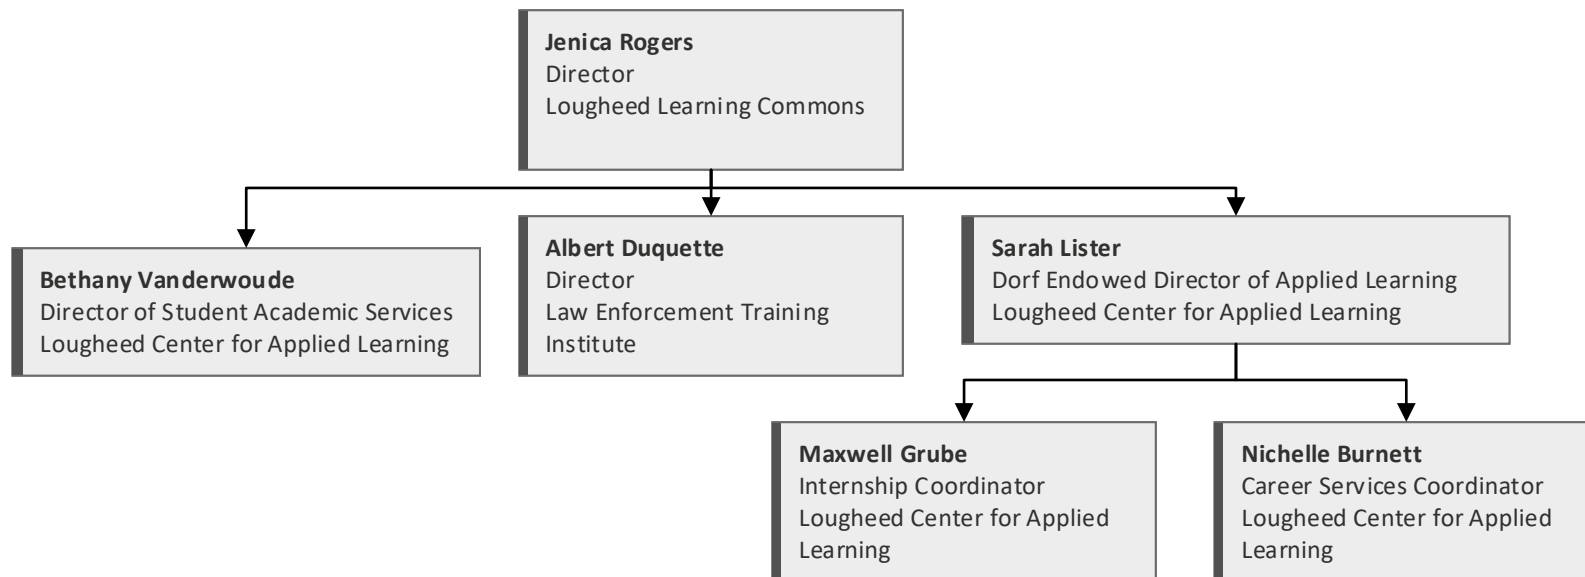 Jenica Rogers
Director
Lougheed Learning Commons
Bethany Vanderwoude
Director of Student Academic Services
Lougheed Center for Applied Learning
Albert Duquette
Director
Law Enforcement Training
Institute
Sarah Lister
Dorf Endowed Director of Applied Learning
Lougheed Center for Applied Learning
Maxwell Grube
Internship Coordinator
Lougheed Center for Applied
Learning
Nichelle Burnett
Career Services Coordinator
Lougheed Center for Applied
Learning